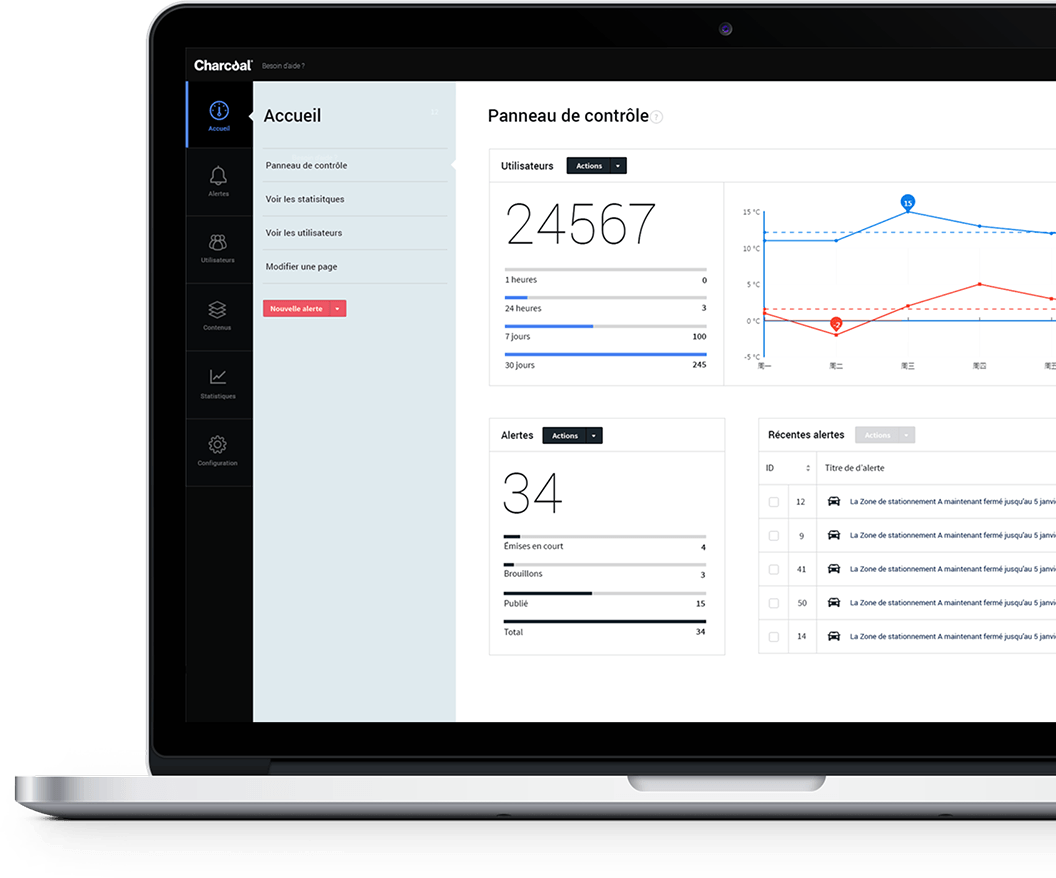 Charcoal Besoin d'aide ?
Accueil
Alertes
Utilisateurs
Contenus
Statistiques
Configuration
Accueil
Panneau de contrôle
Voir les statisitques
Voir les utilisateurs
Modifier une page
Nouvelle alerte
Panneau de contrôle ?
Utilisateurs Actions
24567
1 heures 0
24 heures 3
7 jours 100
30 jours 245
15 °C
10 °C
5 °C
0 °C
-5 °C
15
-2
周一 周二 周三 周四 周五
Alertes Actions
34
Émises en court 4
Brouillons 3
Publié 15
Total 34
Récentes alertes Actions
ID Titre de d'alerte
12 La Zone de stationnement A maintenant fermé jusqu'au 5 janvi
9 La Zone de stationnement A maintenant fermé jusqu'au 5 janvi
41 La Zone de stationnement A maintenant fermé jusqu'au 5 janvi
50 La Zone de stationnement A maintenant fermé jusqu'au 5 janvi
14 La Zone de stationnement A maintenant fermé jusqu'au 5 janvi